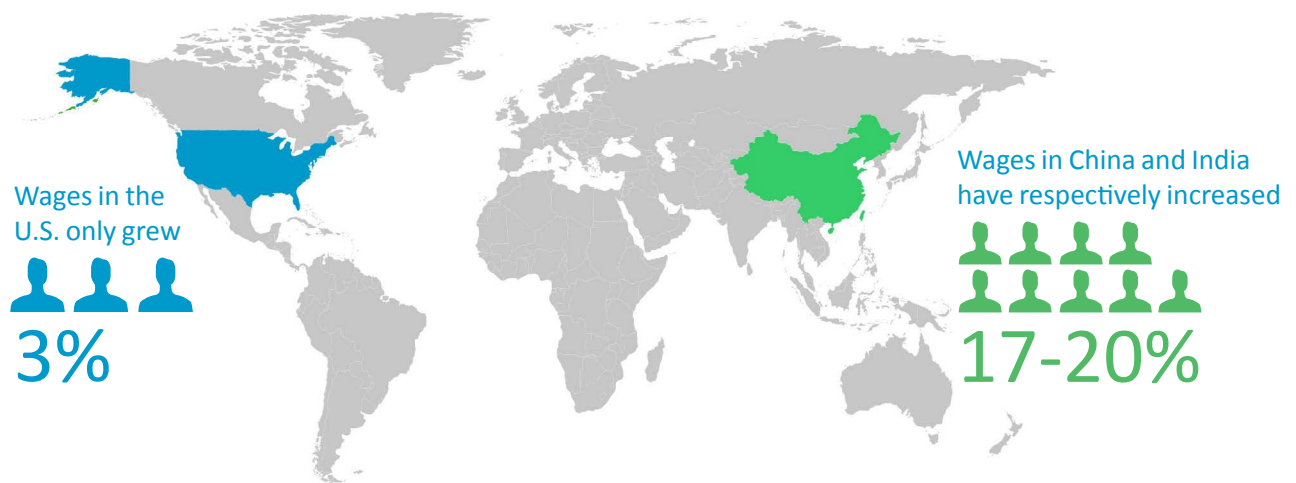 Wages in the
U.S. only grew
3%
Wages in China and India
have respectively increased
17-20%